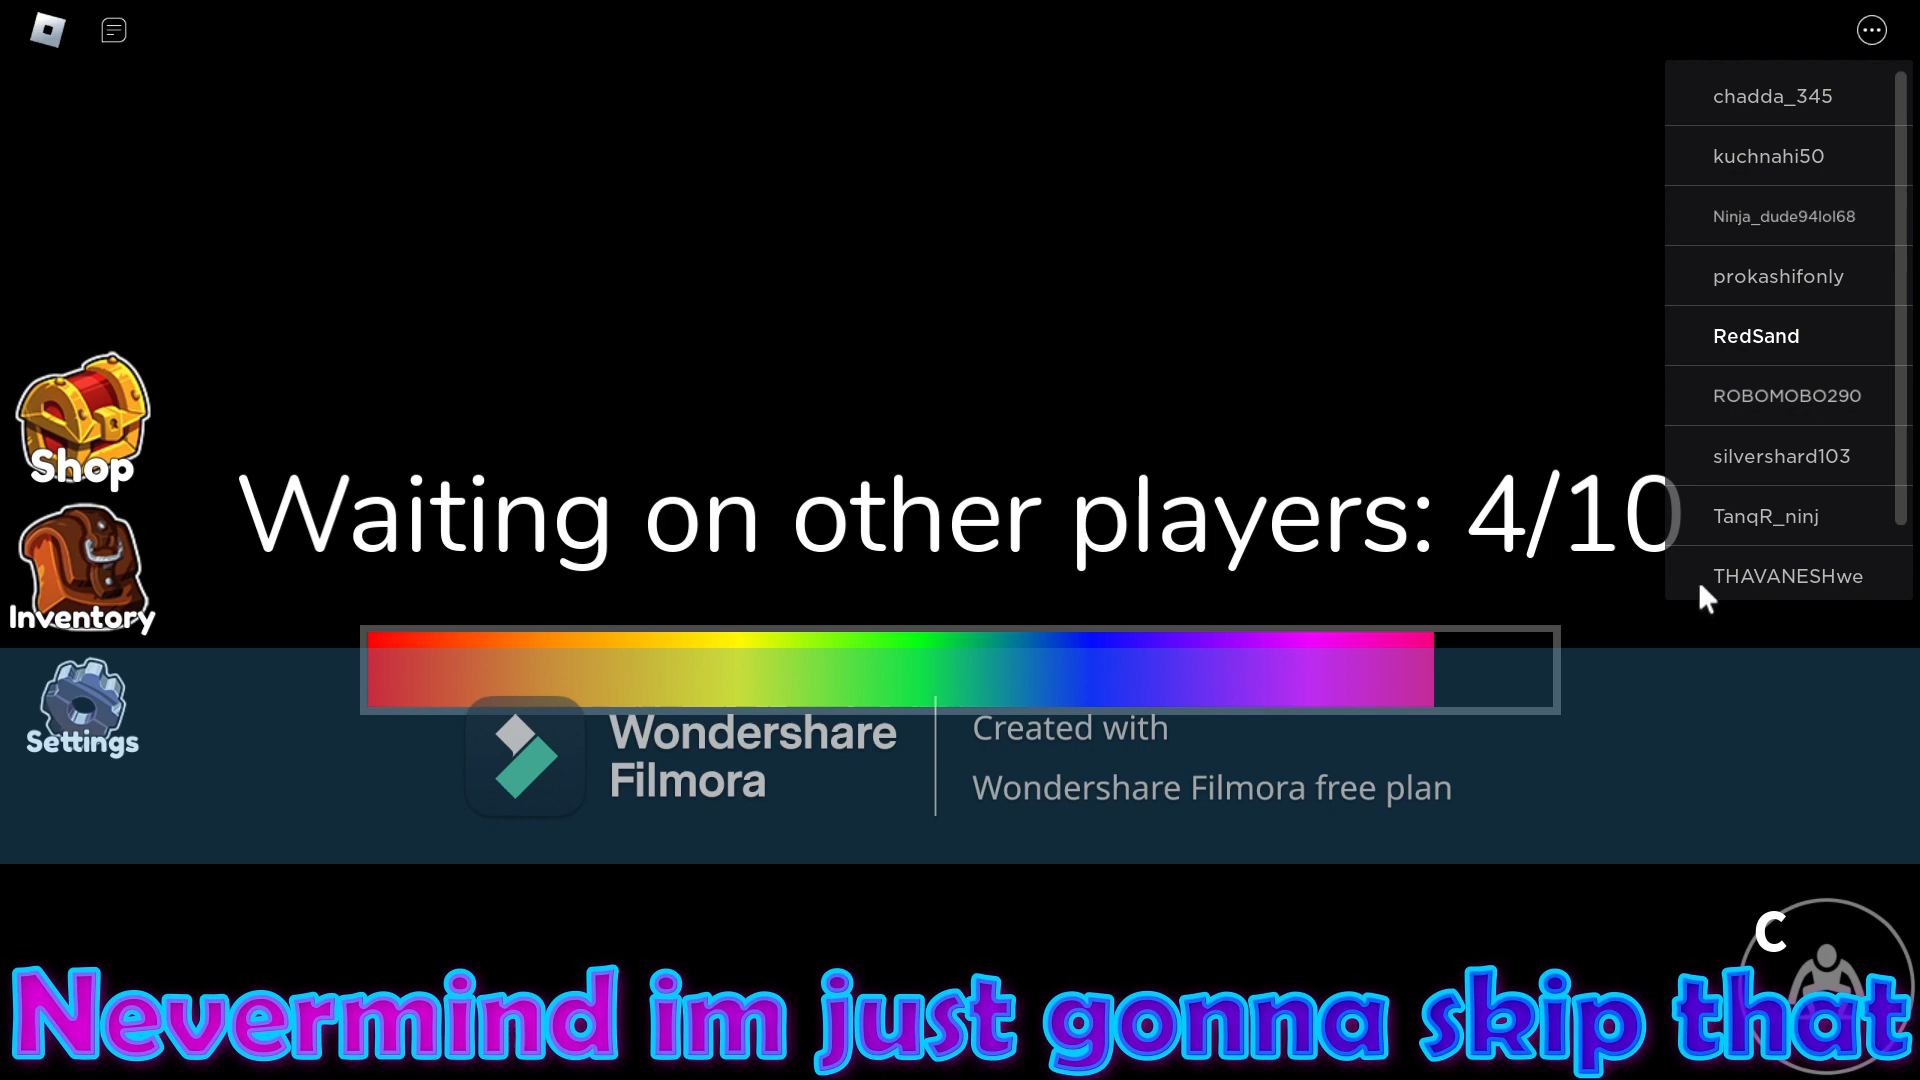 chadda_345
kuchnahi50
Ninja_dude94lol68
prokashifonly
RedSand
ROBOMOBO290
silvershard103
TanqR_ninj
THAVANESHwe
Shop
Waiting on other players: 4/10
Inventory
Settings
Wondershare
Filmora
Created with
Wondershare Filmora free plan
C
Nevermind im just gonna skip that